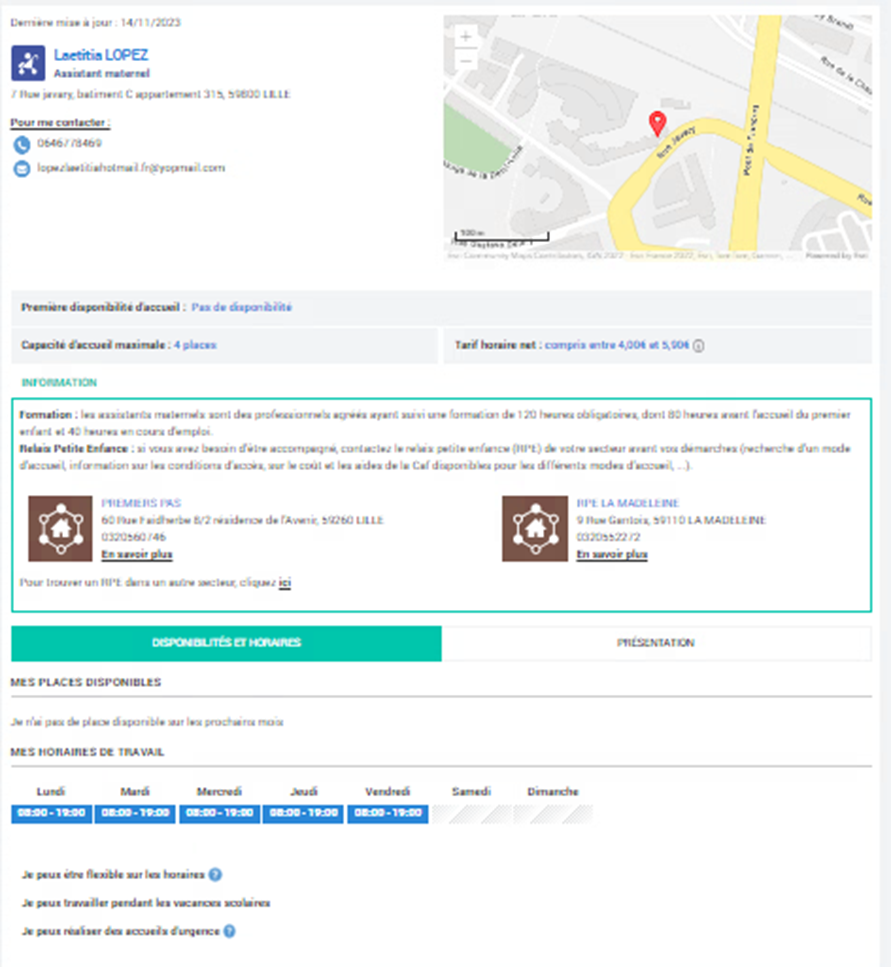 Dernière mise à jour : 14/11/2023
Laetitia LOPEZ
Assistant maternel
7 Rue javary, batiment C appartement 315, 59800 LILLE
Pour me contacter :
0646778469
lopezlaetitiahotmail.fr@yopmail.com
+
−
Rue Javary
100 m
Powered by Esri
Première disponibilité d'accueil : Pas de disponibilité
Capacité d'accueil maximale : 4 places
Tarif horaire net : compris entre 4,00€ et 5,90€
INFORMATION
Formation : les assistants maternels sont des professionnels agréés ayant suivi une formation de 120 heures obligatoires, dont 80 heures avant l'accueil du premier
enfant et 40 heures en cours d'emploi.
Relais Petite Enfance : si vous avez besoin d'être accompagné, contactez le relais petite enfance (RPE) de votre secteur avant vos démarches (recherche d'un mode
d'accueil, information sur les conditions d'accès, sur le coût et les aides de la Caf disponibles pour les différents modes d'accueil, ...).
PREMIERS PAS
60 Rue Faidherbe 8/2 résidence de l'Avenir, 59260 LILLE
0320560746
En savoir plus
RPE LA MADELEINE
9 Rue Gantois, 59110 LA MADELEINE
0320552272
En savoir plus
Pour trouver un RPE dans un autre secteur, cliquez ici
DISPONIBILITÉS ET HORAIRES
PRÉSENTATION
MES PLACES DISPONIBLES
Je n'ai pas de place disponible sur les prochains mois
MES HORAIRES DE TRAVAIL
Lundi Mardi Mercredi Jeudi Vendredi Samedi Dimanche
08:00 - 19:00 08:00 - 19:00 08:00 - 19:00 08:00 - 19:00 08:00 - 19:00
Je peux être flexible sur les horaires ?
Je peux travailler pendant les vacances scolaires
Je peux réaliser des accueils d'urgence ?